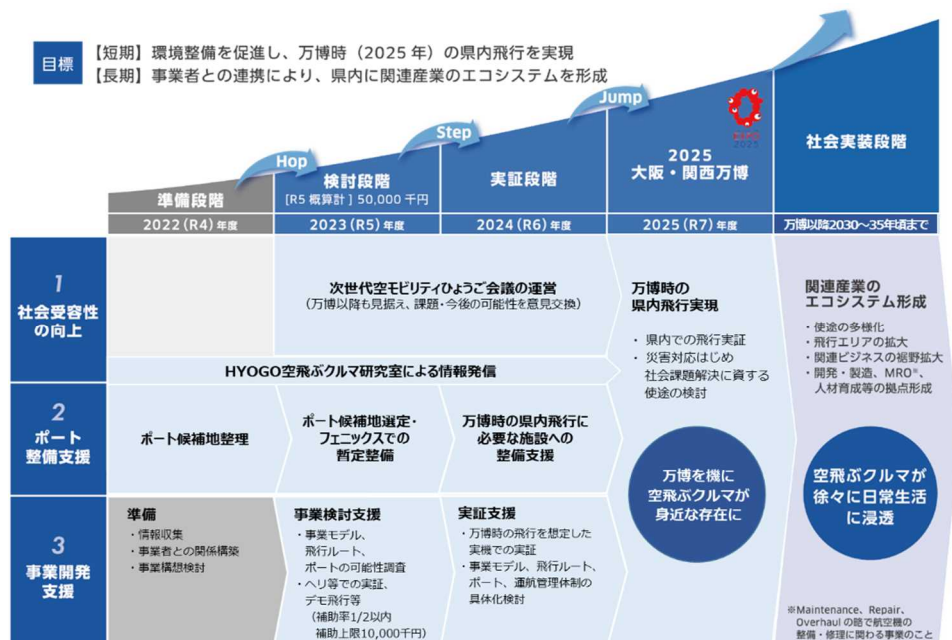 目標
【短期】環境整備を促進し、万博時（2025年）の県内飛行を実現
【長期】事業者との連携により、県内に関連産業のエコシステムを形成
Hop
Step
Jump
準備段階
検討段階
[R5 概算計] 50,000 千円
実証段階
EXPO
2025
2025
大阪・関西万博
社会実装段階
2022（R4）年度
2023（R5）年度
2024（R6）年度
2025（R7）年度
万博以降2030～35年頃まで
1
社会受容性
の向上
次世代空モビリティひょうご会議の運営
（万博以降も見据え、課題・今後の可能性を意見交換）
HYOGO空飛ぶクルマ研究室による情報発信
2
ポート
整備支援
ポート候補地整理
ポート候補地選定・
フェニックスでの
暫定整備
万博時の県内飛行に
必要な施設への
整備支援
3
事業開発
支援
準備
・情報収集
・事業者との関係構築
・事業構想検討
事業検討支援
・事業モデル、
飛行ルート、
ポートの可能性調査
・ヘリ等での実証、
デモ飛行等
（補助率1/2以内
補助上限10,000千円）
実証支援
・万博時の飛行を想定した
実機での実証
・事業モデル、飛行ルート、
ポート、運航管理体制の
具体化検討
万博時の
県内飛行実現
・ 県内での飛行実証
・ 災害対応はじめ
社会課題解決に資する
使途の検討
万博を機に
空飛ぶクルマが
身近な存在に
関連産業の
エコシステム形成
・使途の多様化
・飛行エリアの拡大
・関連ビジネスの裾野拡大
・開発・製造、MRO※、
人材育成等の拠点形成
空飛ぶクルマが
徐々に日常生活
に浸透
※Maintenance、Repair、
Overhaul の略で航空機の
整備・修理に関わる事業のこと